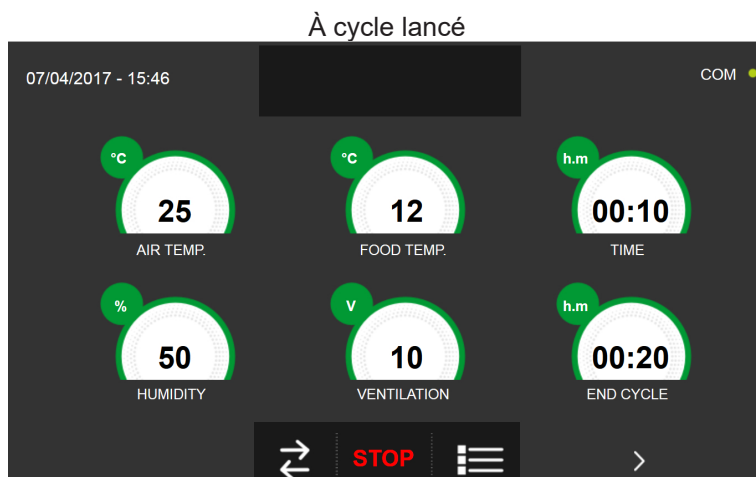 À cycle lancé
07/04/2017 - 15:46
COM
°C
25
AIR TEMP.
°C
12
FOOD TEMP.
h.m
00:10
TIME
%
50
HUMIDITY
V
10
VENTILATION
h.m
00:20
END CYCLE
STOP